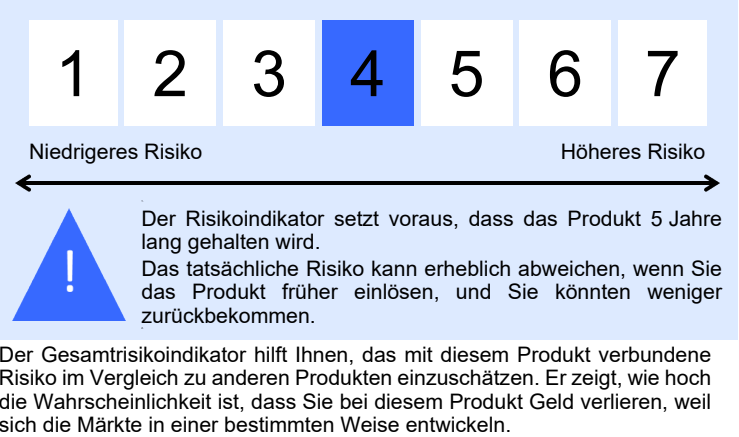 1 2 3 4 5 6 7
Niedrigeres Risiko Höheres Risiko
!
Der Risikoindikator setzt voraus, dass das Produkt 5 Jahre
lang gehalten wird.
Das tatsächliche Risiko kann erheblich abweichen, wenn Sie
das Produkt früher einlösen, und Sie könnten weniger
zurückbekommen.
Der Gesamtrisikoindikator hilft Ihnen, das mit diesem Produkt verbundene
Risiko im Vergleich zu anderen Produkten einzuschätzen. Er zeigt, wie hoch
die Wahrscheinlichkeit ist, dass Sie bei diesem Produkt Geld verlieren, weil
sich die Märkte in einer bestimmten Weise entwickeln.